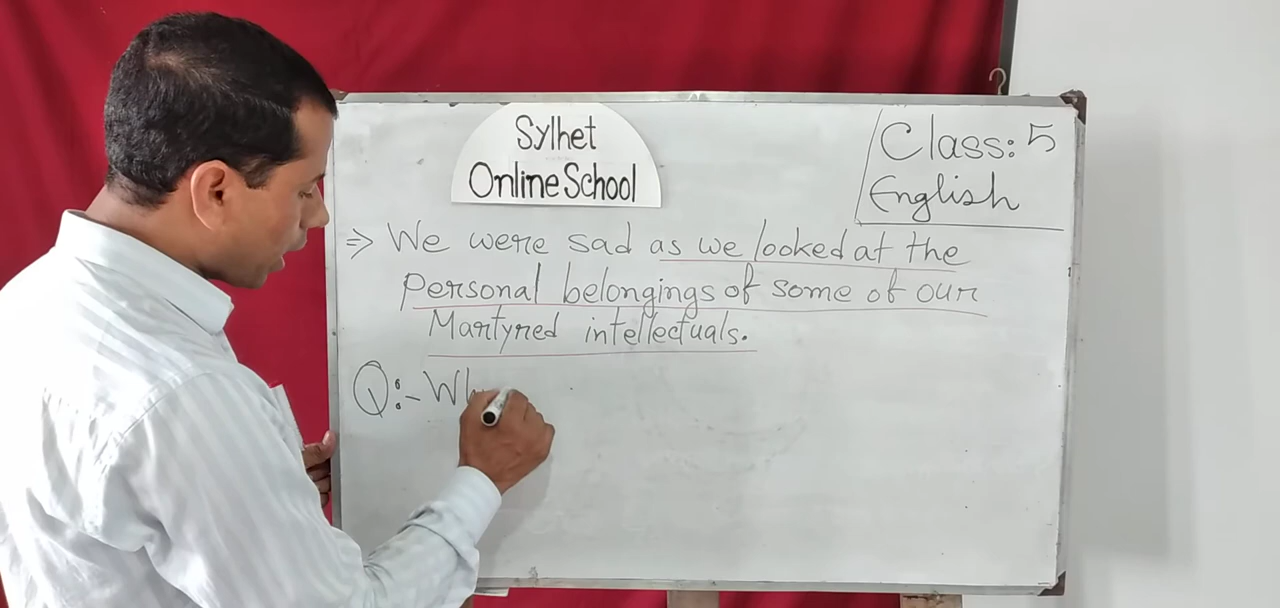 Sylhet
Online School
Class: 5
English
⇒ We were sad as we looked at the
Personal belongings of some of our
Martyred intellectuals.
Q:- Wh